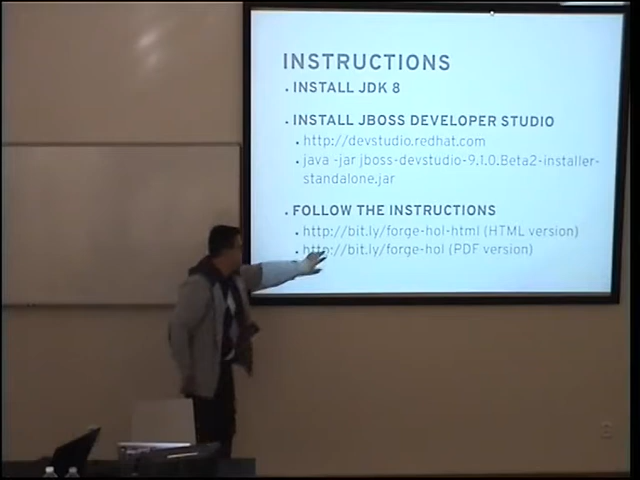 INSTRUCTIONS
• INSTALL JDK 8
• INSTALL JBOSS DEVELOPER STUDIO
• http://devstudio.redhat.com
• java -jar jboss-devstudio-9.1.0.Beta2-installer-
standalone.jar
• FOLLOW THE INSTRUCTIONS
• http://bit.ly/forge-hol-html (HTML version)
• http://bit.ly/forge-hol (PDF version)